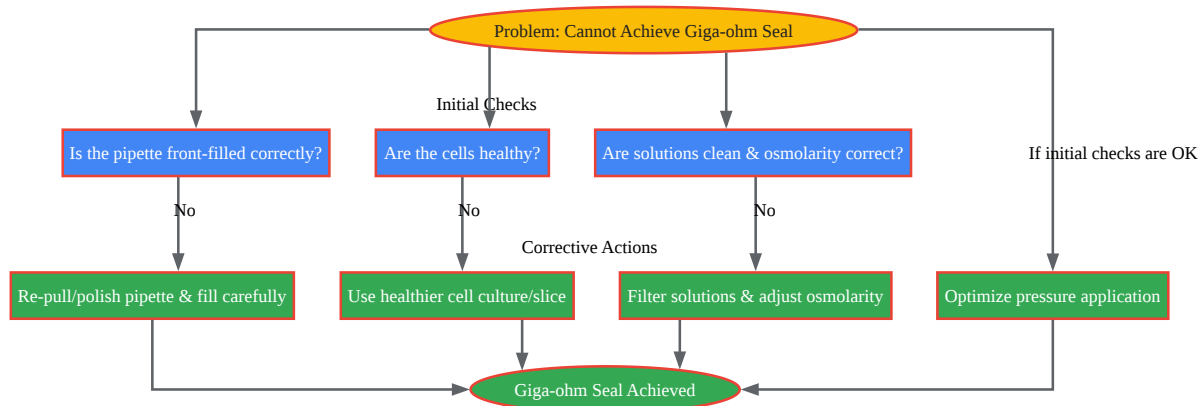 Problem: Cannot Achieve Giga-ohm Seal
Initial Checks
Is the pipette front-filled correctly?
Are the cells healthy?
Are solutions clean & osmolarity correct?
If initial checks are OK
No
No
No
Corrective Actions
Re-pull/polish pipette & fill carefully
Use healthier cell culture/slice
Filter solutions & adjust osmolarity
Optimize pressure application
Giga-ohm Seal Achieved